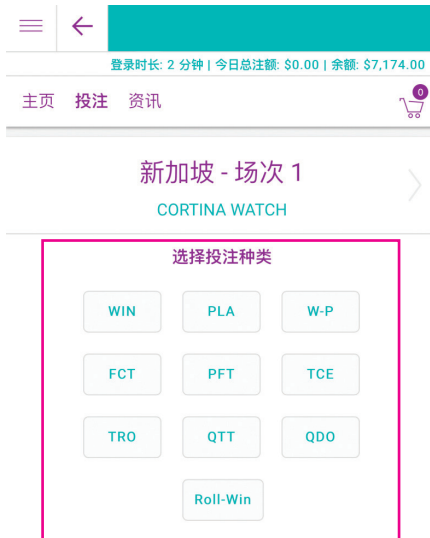 登录时长: 2 分钟 | 今日总注额: $0.00 | 余额: $7,174.00
主页 投注 资讯 0
新加坡 - 场次 1
CORTINA WATCH
选择投注种类
WIN PLA W-P
FCT PFT TCE
TRO QTT QDO
Roll-Win